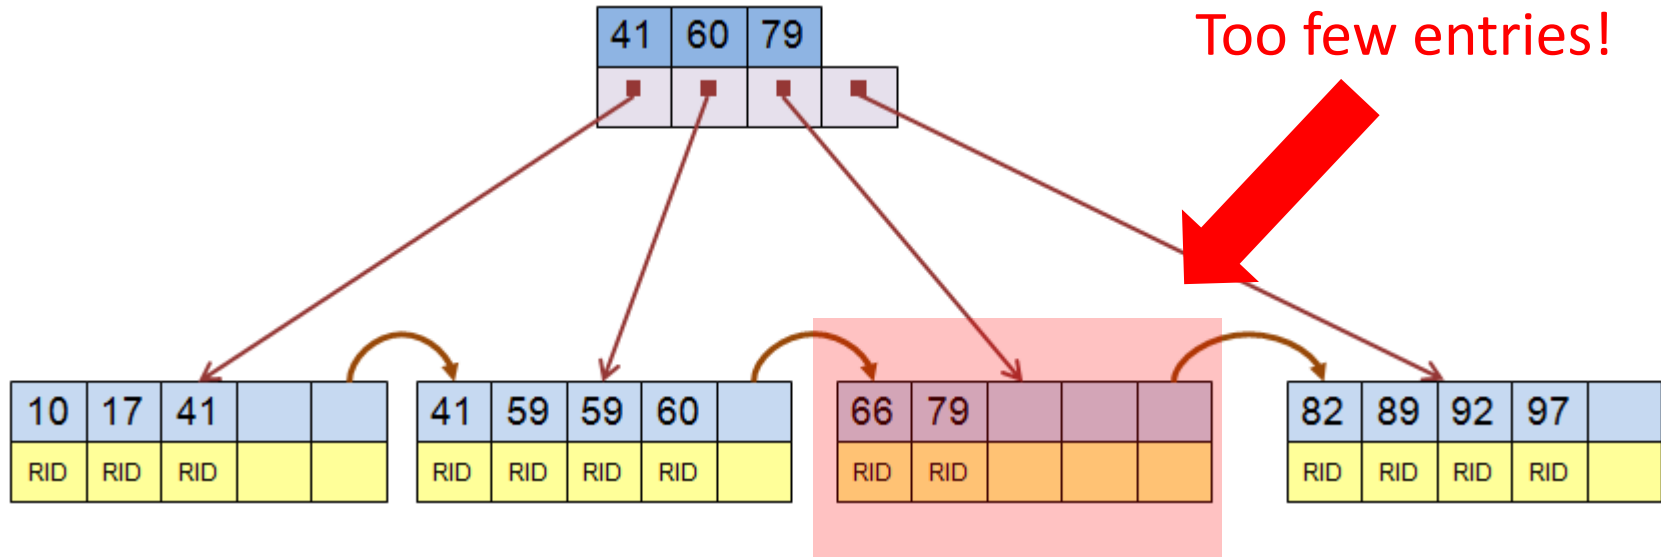 41 60 79
Too few entries!
10 17 41
RID RID RID
41 59 59 60
RID RID RID RID
66 79
RID RID
82 89 92 97
RID RID RID RID